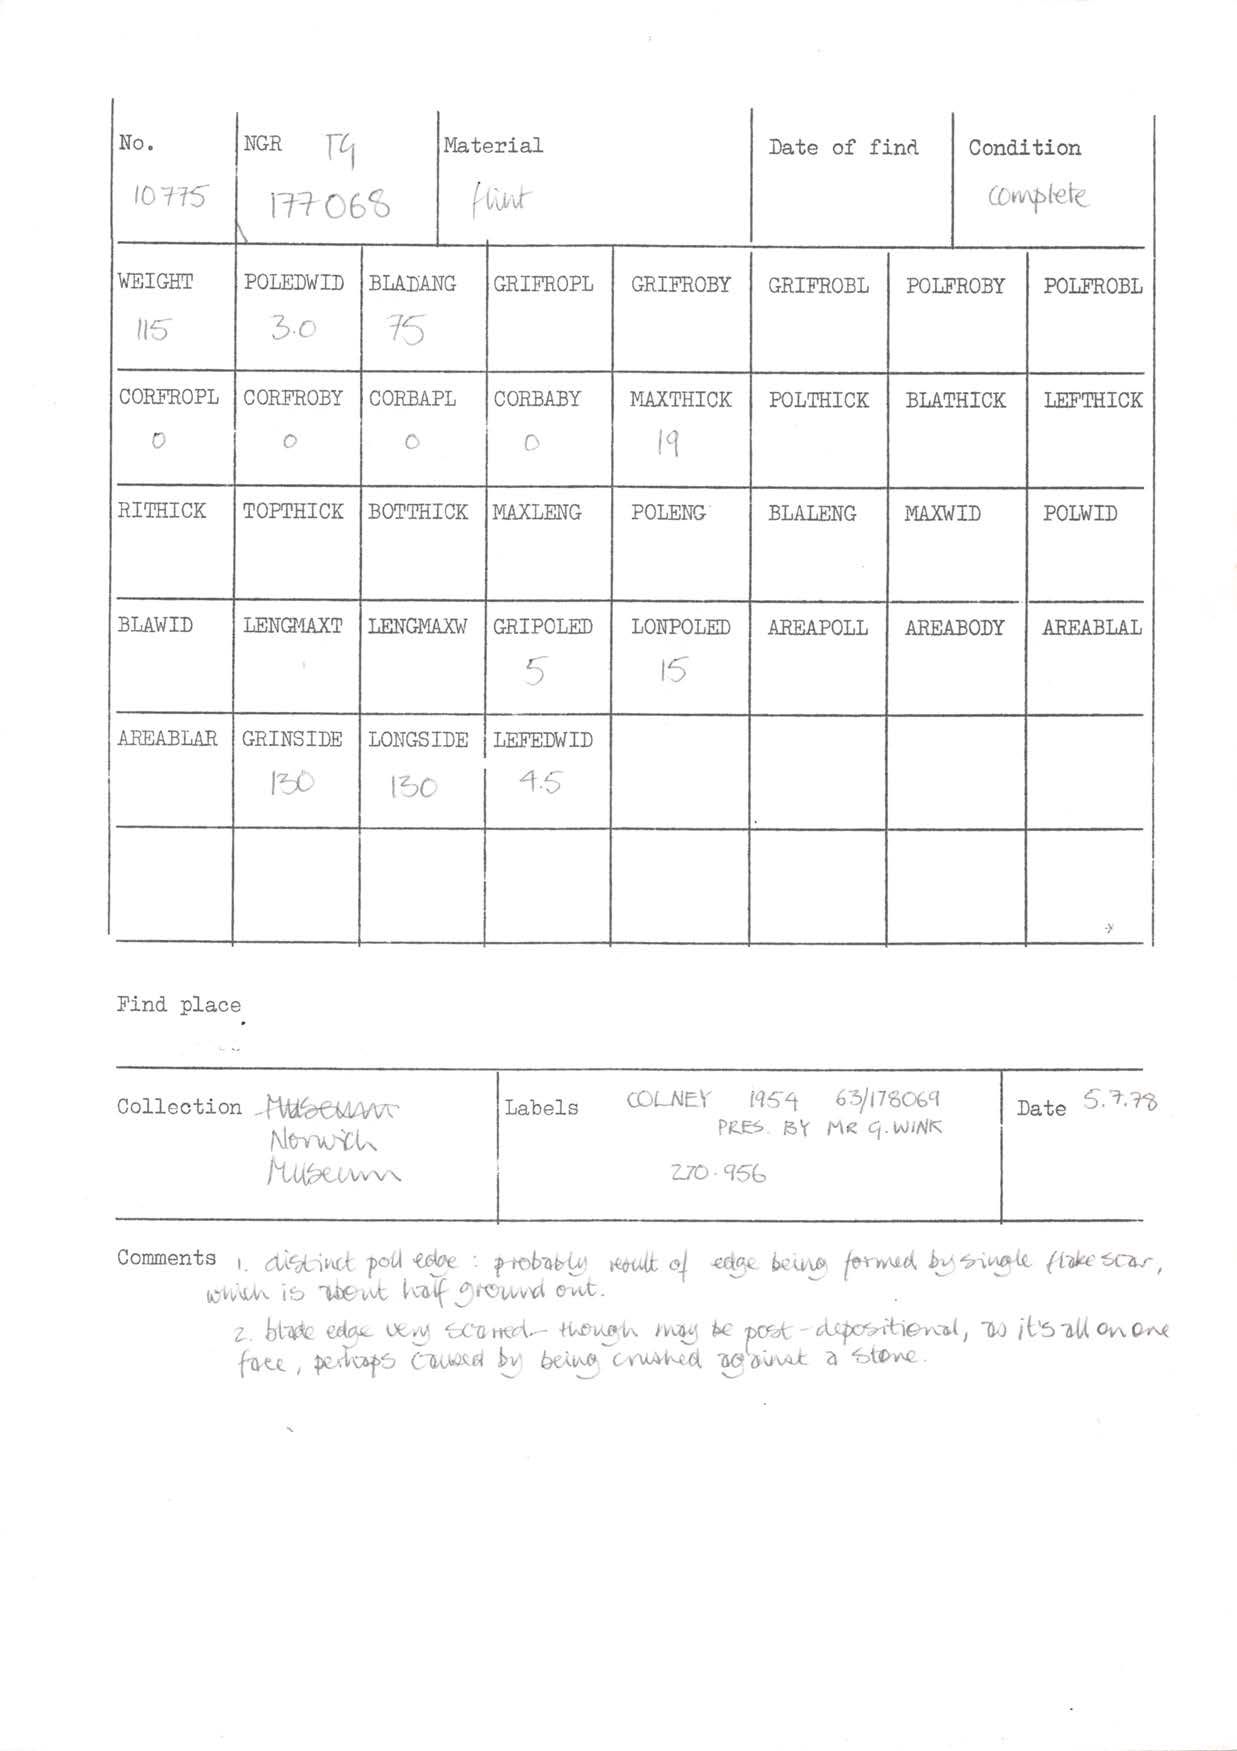 No. NGR TG Material Date of find Condition
10775 177068 flint complete
WEIGHT POLEDWID BLADANG GRIFROPL GRIFROBY GRIFROBL POLFROBY POLFROBL
115 3.0 75
CORFROPL CORFROBY CORBAPL CORBABY MAXTHICK POLTHICK BLATHICK LEFTHICK
0 0 0 0 19
RITHICK TOPTHICK BOTTHICK MAXLENG POLENG BLALENG MAXWID POLWID
BLAWID LENGMAXT LENGMAXW GRIPOLED LONPOLED AREAPOLL AREABODY AREABLAL
5 15
AREABLAR GRINSIDE LONGSIDE LEFEDWID
130 130 4.5
Find place
Collection Museum
Norwich
Museum
Labels COLNEY 1954 63/178069
PRES. BY MR G. WINK
270.956
Date 5.7.78
Comments 1. distinct poll edge : probably result of edge being formed by single flake scar,
which is about half ground out.
2. blade edge very scarred - though may be post-depositional, as it's all on one
face, perhaps caused by being crushed against a stone.